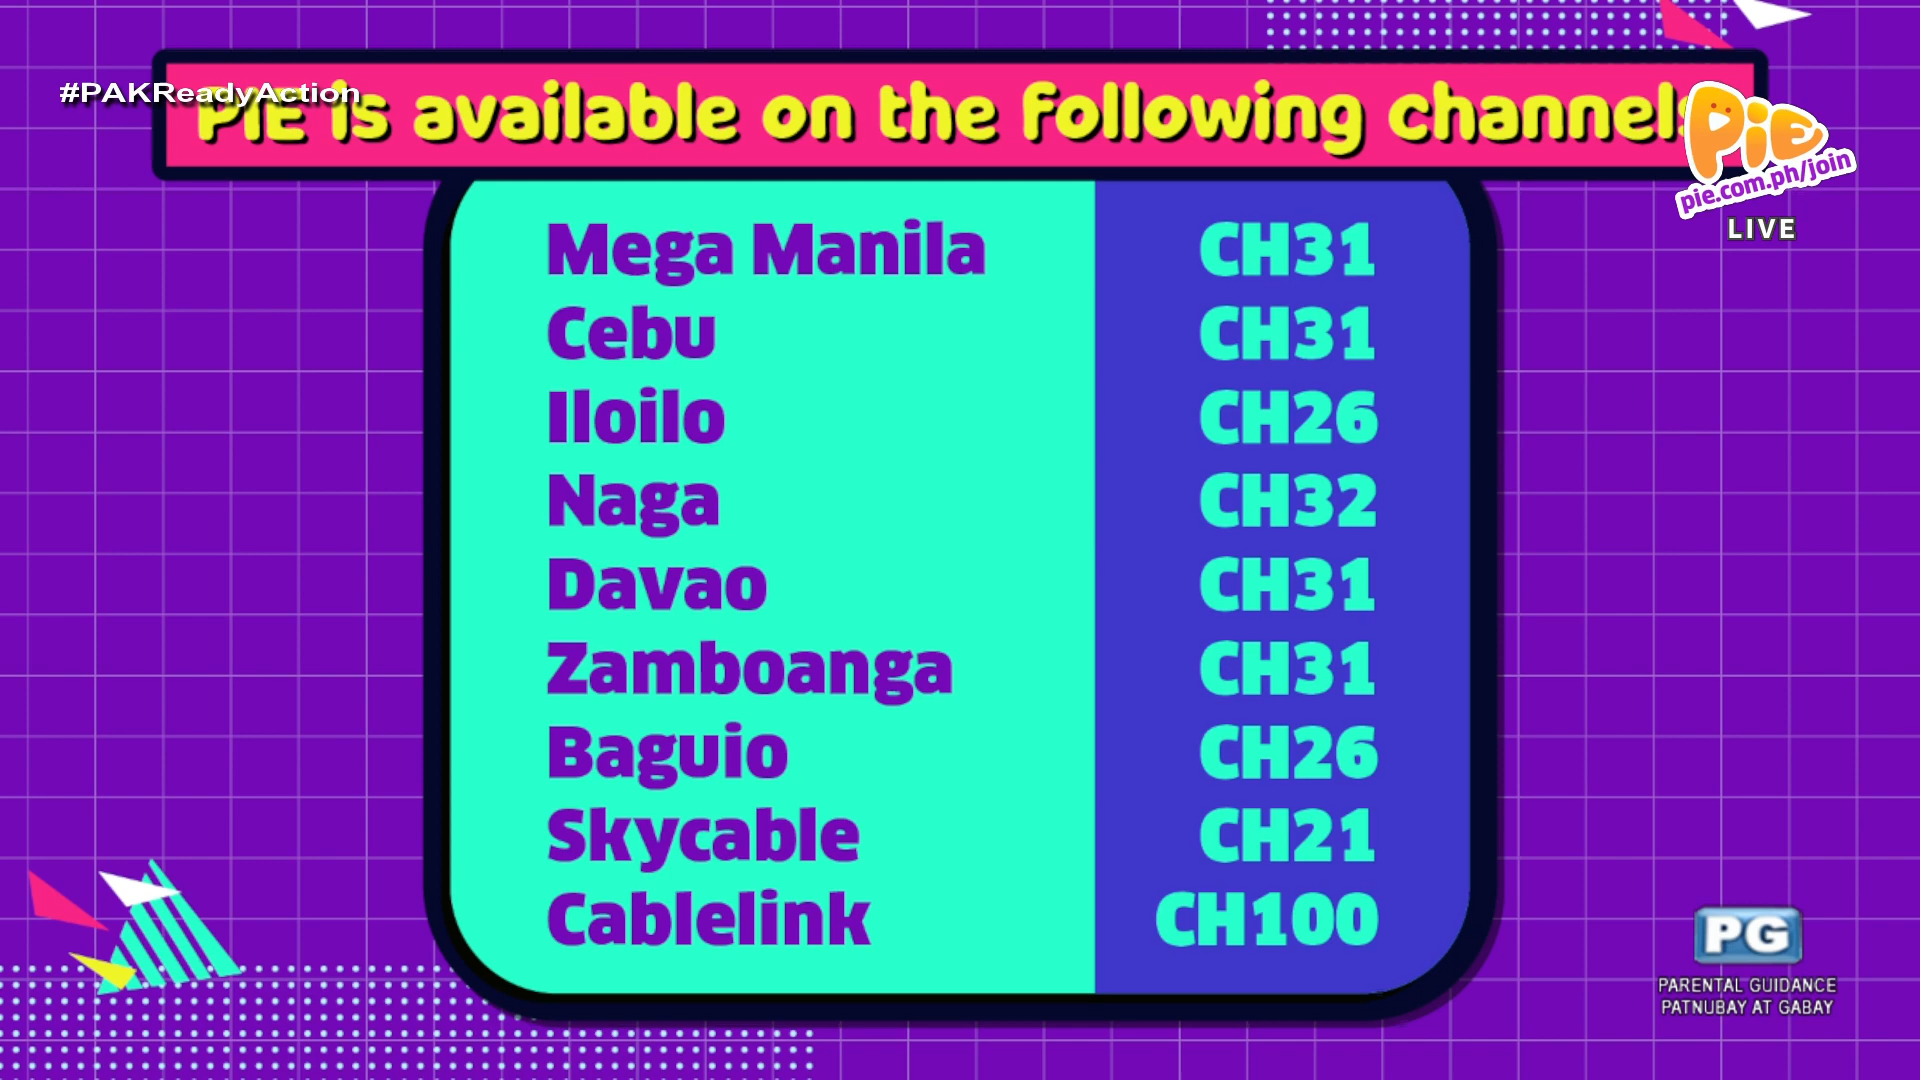 #PAKReadyAction
PIE is available on the following channels
PiE
pie.com.ph/join
LIVE
Mega Manila CH31
Cebu CH31
Iloilo CH26
Naga CH32
Davao CH31
Zamboanga CH31
Baguio CH26
Skycable CH21
Cablelink CH100
PG
PARENTAL GUIDANCE
PATNUBAY AT GABAY